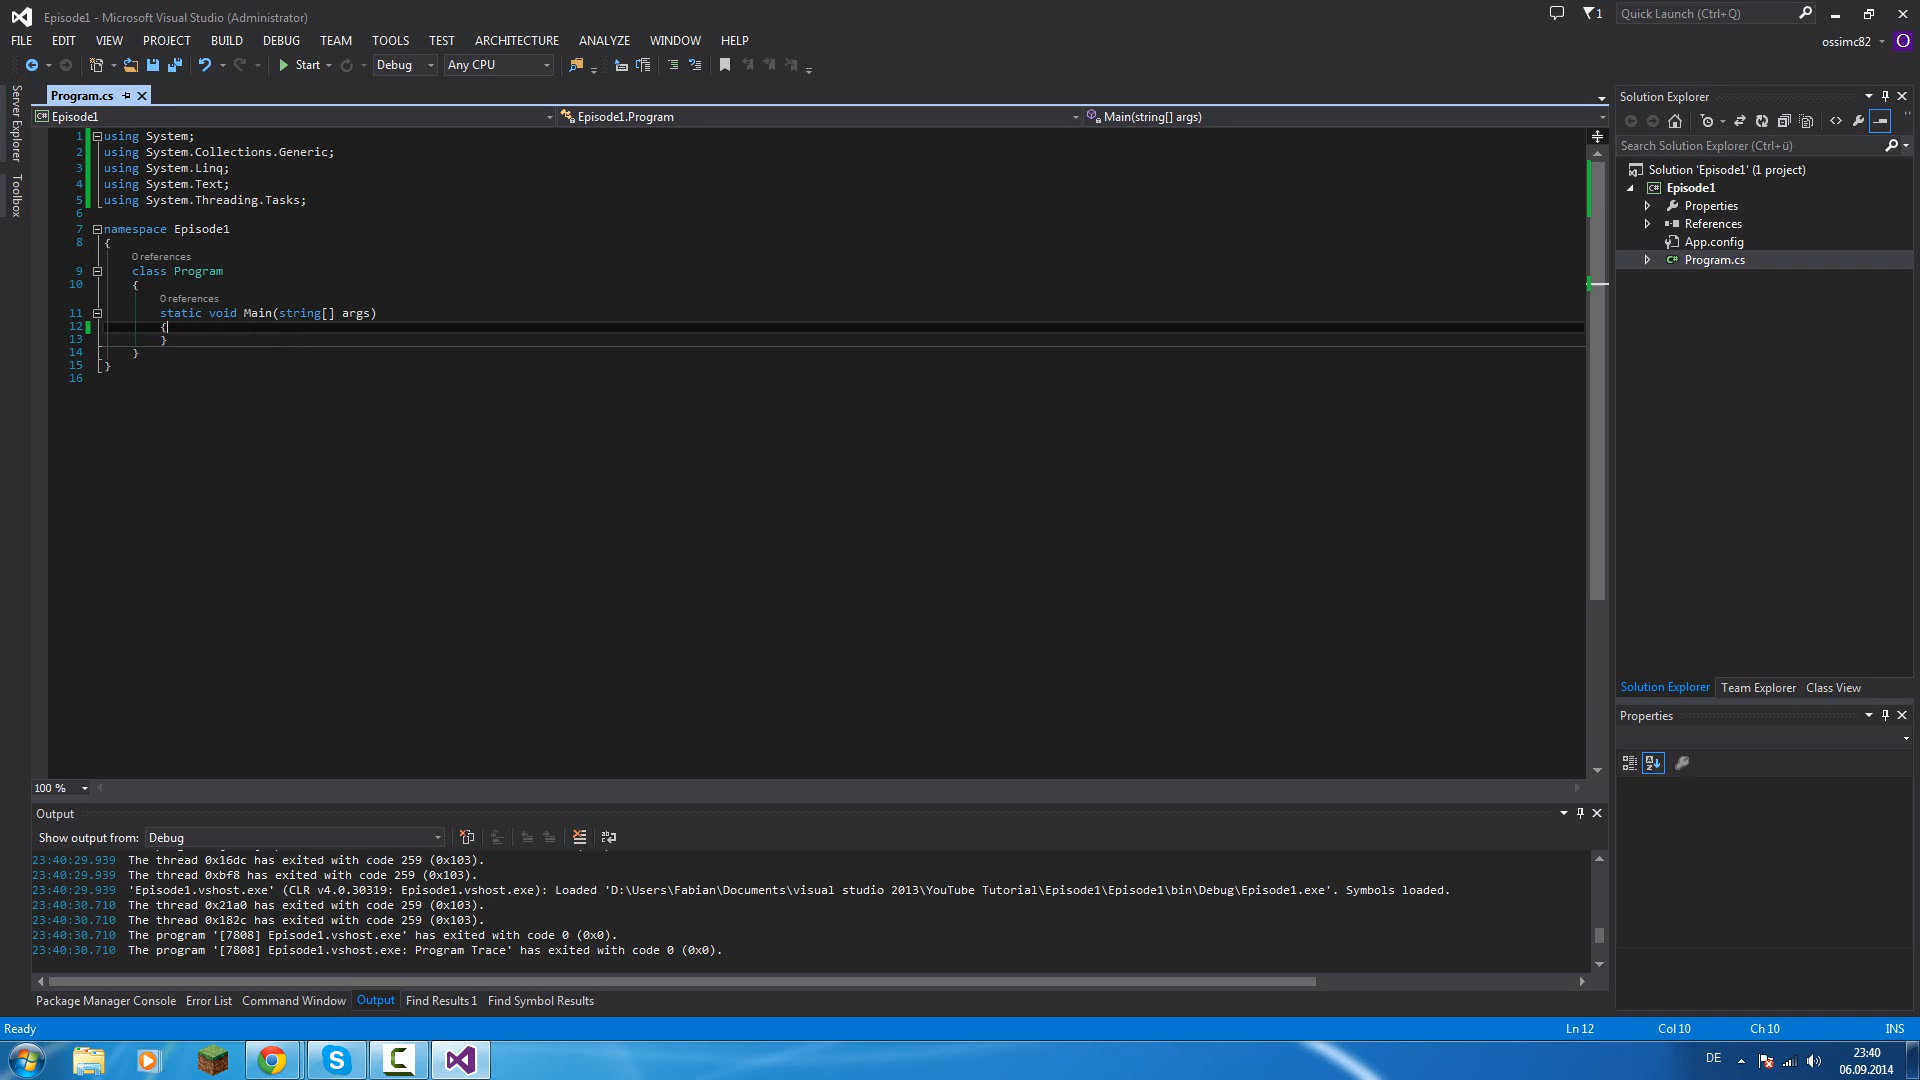 Episode1 - Microsoft Visual Studio (Administrator)
1
Quick Launch (Ctrl+Q)
FILE EDIT VIEW PROJECT BUILD DEBUG TEAM TOOLS TEST ARCHITECTURE ANALYZE WINDOW HELP
ossimc82
O
Start
Debug
Any CPU
Server Explorer
Toolbox
Program.cs
Episode1
Episode1.Program
Main(string[] args)
1 using System;
2 using System.Collections.Generic;
3 using System.Linq;
4 using System.Text;
5 using System.Threading.Tasks;
6
7 namespace Episode1
8 {
0 references
9 class Program
10 {
0 references
11 static void Main(string[] args)
12 {
13 }
14 }
15 }
16
100 %
Solution Explorer
Search Solution Explorer (Ctrl+ü)
Solution 'Episode1' (1 project)
C# Episode1
Properties
References
App.config
C# Program.cs
Solution Explorer Team Explorer Class View
Properties
Output
Show output from: Debug
23:40:29.939 The thread 0x16dc has exited with code 259 (0x103).
23:40:29.939 The thread 0xbf8 has exited with code 259 (0x103).
23:40:29.939 'Episode1.vshost.exe' (CLR v4.0.30319: Episode1.vshost.exe): Loaded 'D:\Users\Fabian\Documents\visual studio 2013\YouTube Tutorial\Episode1\Episode1\bin\Debug\Episode1.exe'. Symbols loaded.
23:40:30.710 The thread 0x21a0 has exited with code 259 (0x103).
23:40:30.710 The thread 0x182c has exited with code 259 (0x103).
23:40:30.710 The program '[7808] Episode1.vshost.exe' has exited with code 0 (0x0).
23:40:30.710 The program '[7808] Episode1.vshost.exe: Program Trace' has exited with code 0 (0x0).
Package Manager Console Error List Command Window Output Find Results 1 Find Symbol Results
Ready
Ln 12 Col 10 Ch 10 INS
DE
23:40
06.09.2014